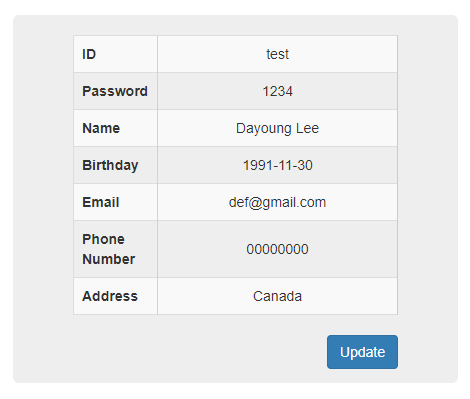 ID test
Password 1234
Name Dayoung Lee
Birthday 1991-11-30
Email def@gmail.com
Phone
Number 00000000
Address Canada
Update